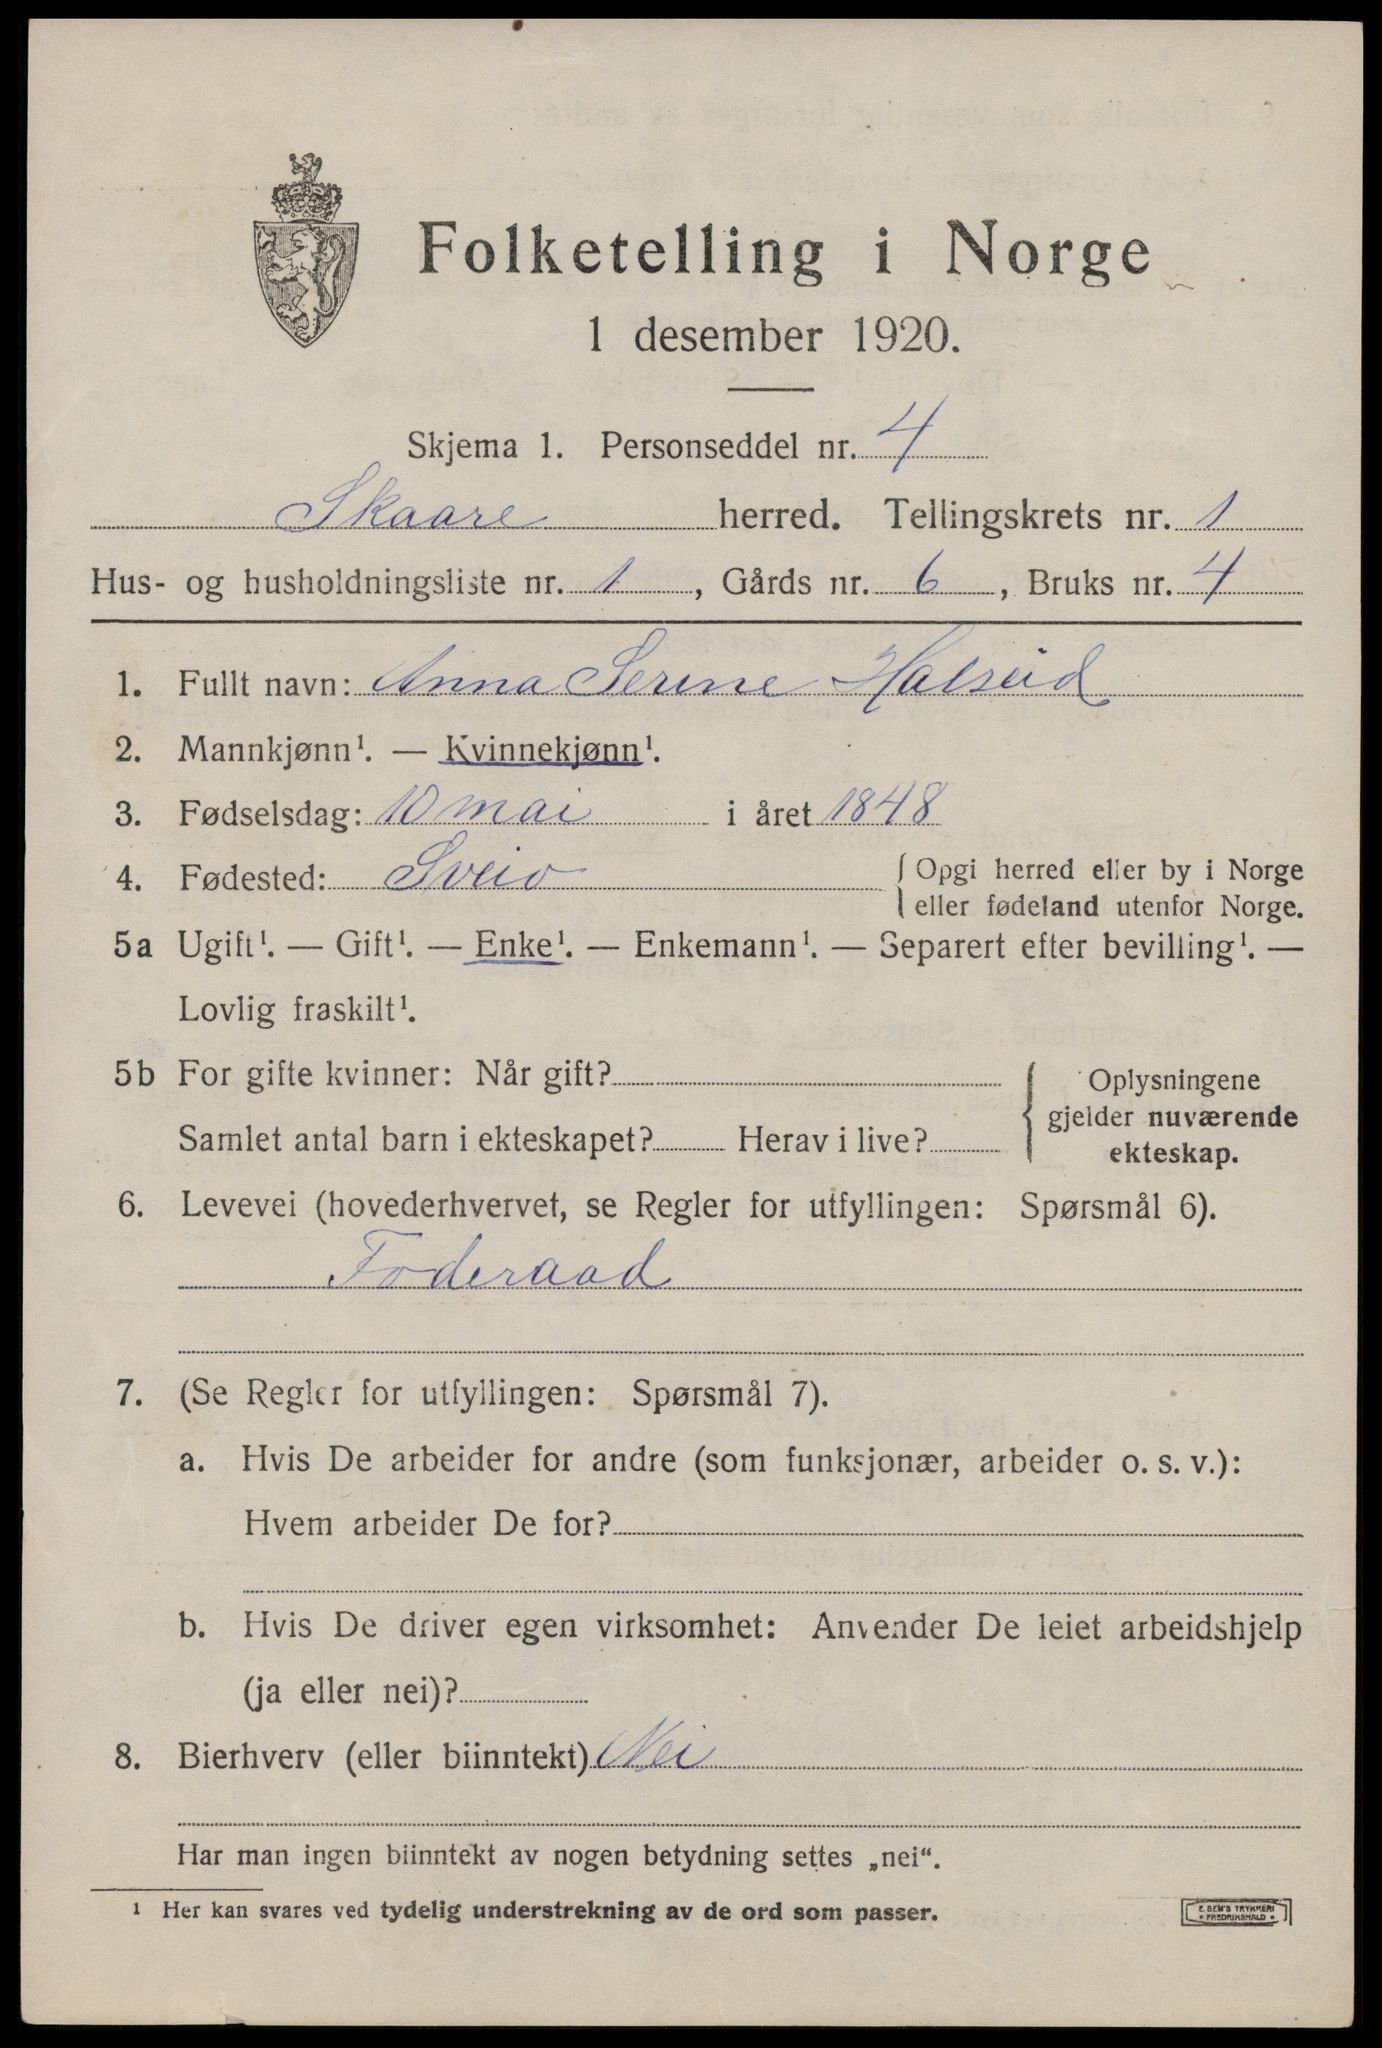 Folketelling i Norge
1 desember 1920.
Skjema 1. Personseddel nr. 4
Skaare herred. Tellingskrets nr. 1
Hus- og husholdningsliste nr. 1, Gårds nr. 6, Bruks nr. 4
1. Fullt navn: Anna Serine Halseid
2. Mannkjønn¹. — Kvinnekjønn¹.
3. Fødselsdag: 10 mai i året 1848
4. Fødested: Sveio { Opgi herred eller by i Norge
eller fødeland utenfor Norge.
5a Ugift¹. — Gift¹. — Enke¹. — Enkemann¹. — Separert efter bevilling¹. —
Lovlig fraskilt¹.
5b For gifte kvinner: Når gift?
Samlet antal barn i ekteskapet? Herav i live?
{ Oplysningene
gjelder nuværende
ekteskap.
6. Levevei (hovederhvervet, se Regler for utfyllingen: Spørsmål 6).
Foderaad
7. (Se Regler for utfyllingen: Spørsmål 7).
a. Hvis De arbeider for andre (som funksjonær, arbeider o. s. v.):
Hvem arbeider De for?
b. Hvis De driver egen virksomhet: Anvender De leiet arbeidshjelp
(ja eller nei)?
8. Bierhverv (eller biinntekt) Nei
Har man ingen biinntekt av nogen betydning settes „nei“.
¹ Her kan svares ved tydelig understrekning av de ord som passer.
E. SEM'S TRYKKERI
• FREDRIKSHALD •